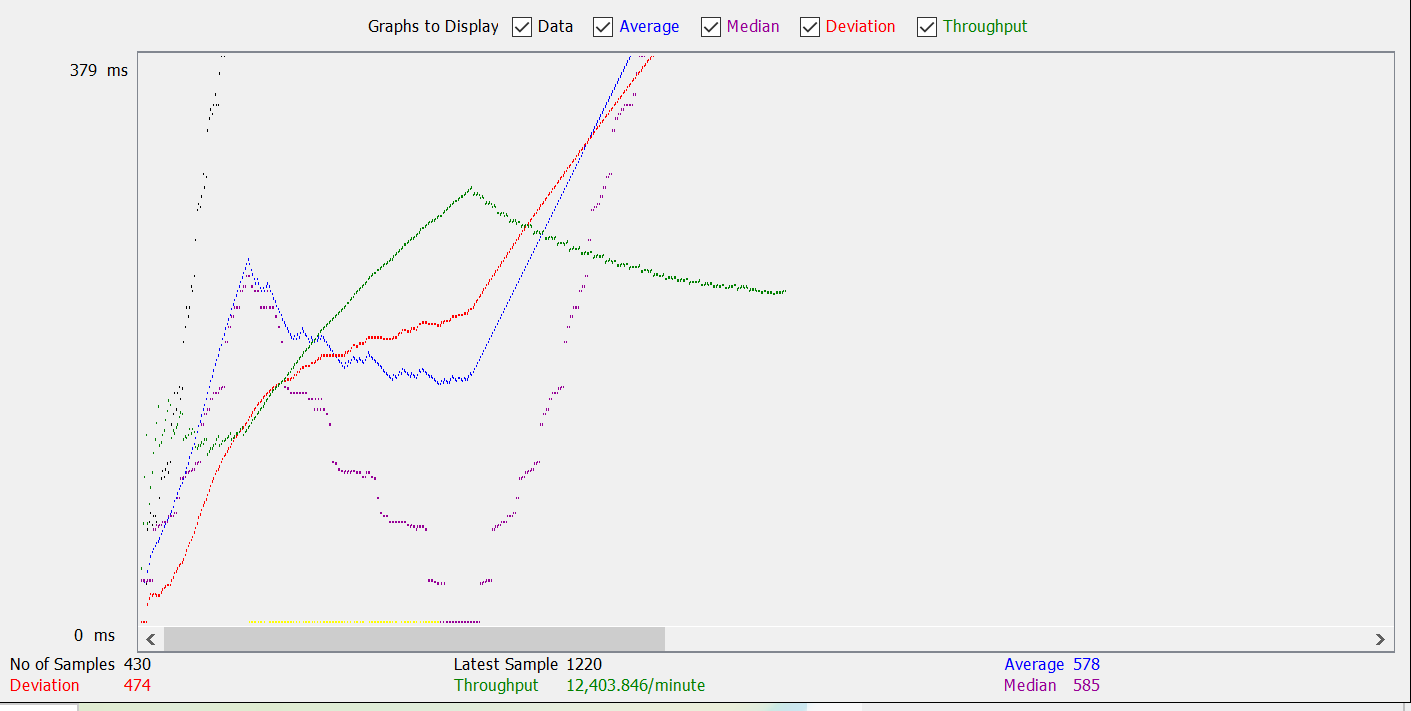 Graphs to Display Data Average Median Deviation Throughput
379 ms
0 ms
No of Samples 430 Latest Sample 1220 Average 578
Deviation 474 Throughput 12,403.846/minute Median 585